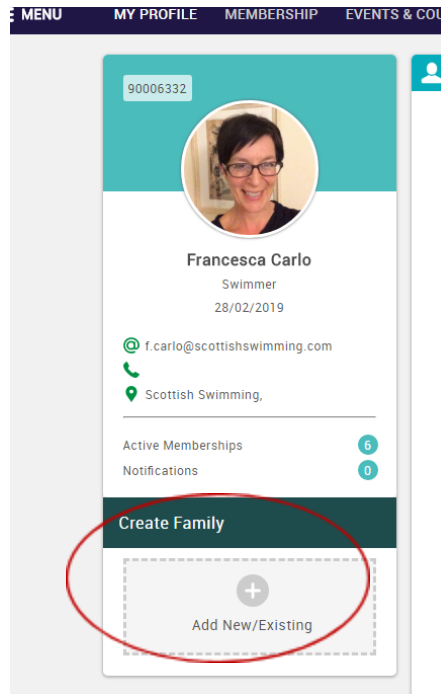 MENU MY PROFILE MEMBERSHIP EVENTS &
90006332
Francesca Carlo
Swimmer
28/02/2019
@ f.carlo@scottishswimming.com
Scottish Swimming,
Active Memberships 6
Notifications 0
Create Family
Add New/Existing